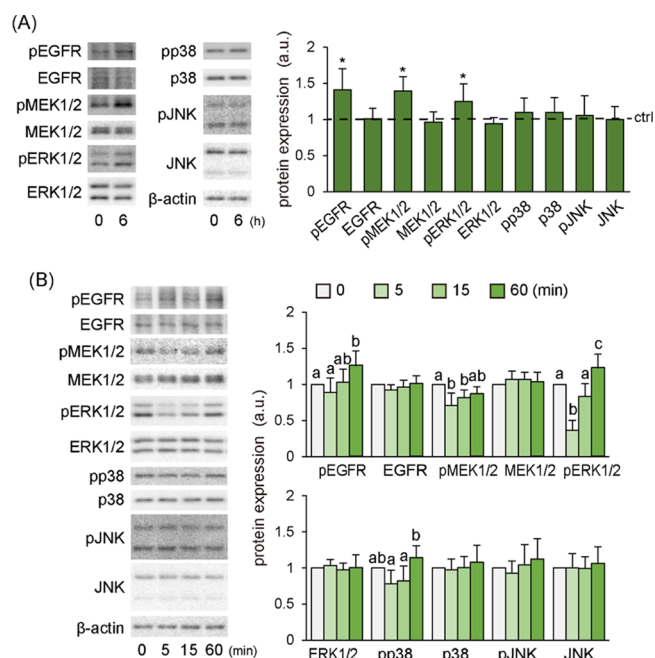 (A)
pEGFR
EGFR
pMEK1/2
MEK1/2
pERK1/2
ERK1/2
0 6 (h)
pp38
p38
pJNK
JNK
β-actin
0 6 (h)
protein expression (a.u.)
2
1.5
1
0.5
0
* * *
ctrl
pEGFR
EGFR
pMEK1/2
MEK1/2
pERK1/2
ERK1/2
pp38
p38
pJNK
JNK
(B)
pEGFR
EGFR
pMEK1/2
MEK1/2
pERK1/2
ERK1/2
pp38
p38
pJNK
JNK
β-actin
0 5 15 60 (min)
0 5 15 60 (min)
protein expression (a.u.)
2
1.5
1
0.5
0
a a ab b
a b b ab
a b a c
pEGFR EGFR pMEK1/2 MEK1/2 pERK1/2
2
1.5
1
0.5
0
ab a a b
ERK1/2 pp38 p38 pJNK JNK